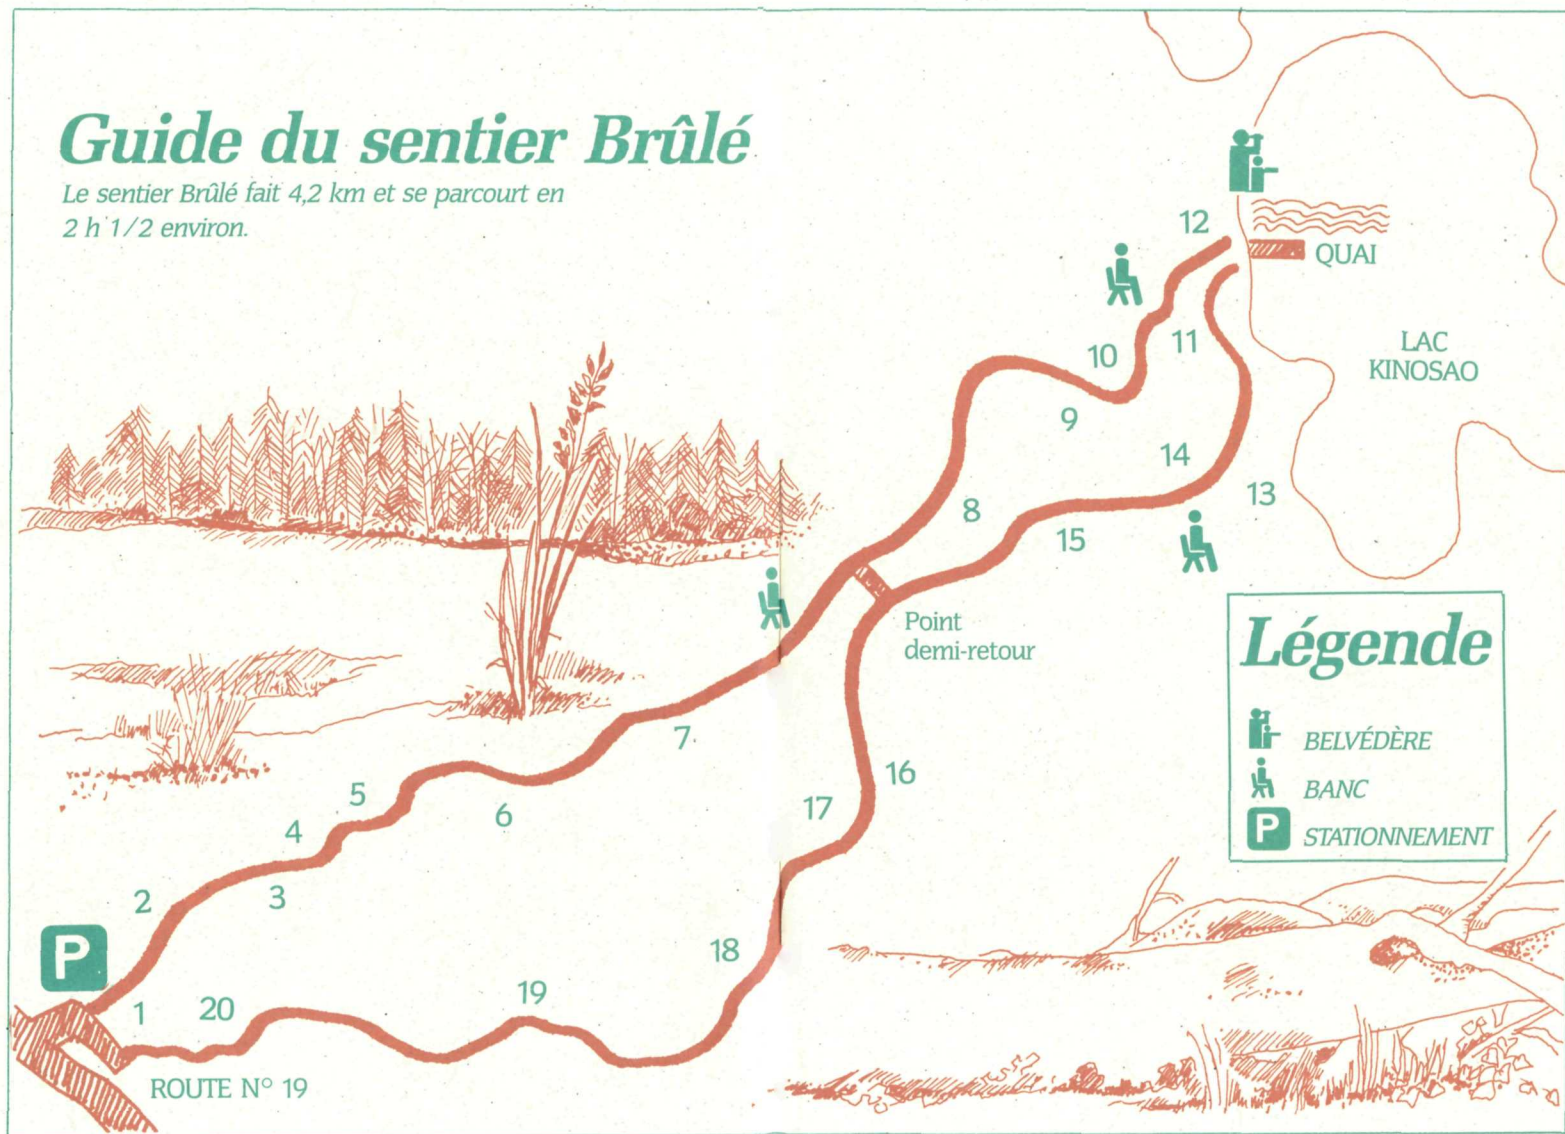 Guide du sentier Brûlé
Le sentier Brûlé fait 4,2 km et se parcourt en
2 h 1/2 environ.
12
QUAI
11
10
LAC
KINOSAO
9
14
13
8
15
Point
demi-retour
7
16
17
6
5
4
3
2
18
P
1
20
19
ROUTE N° 19
Légende
BELVÉDÈRE
BANC
P STATIONNEMENT